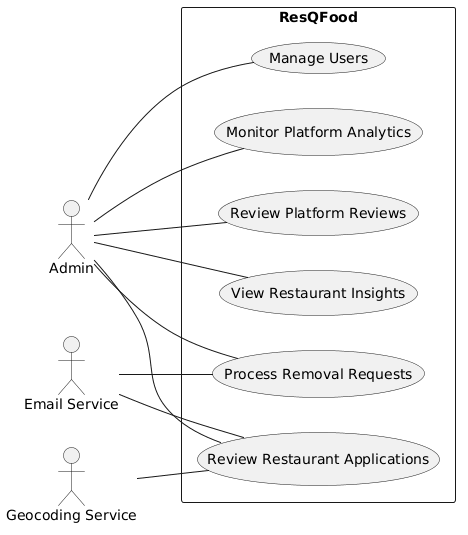 ResQFood
Manage Users
Monitor Platform Analytics
Review Platform Reviews
Admin
View Restaurant Insights
Process Removal Requests
Email Service
Review Restaurant Applications
Geocoding Service